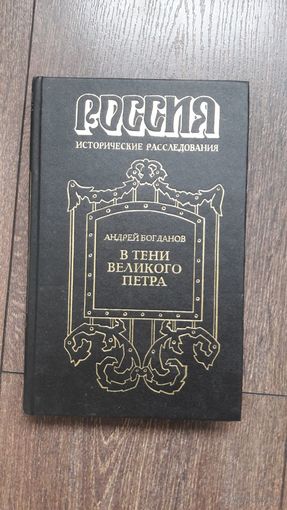 РОССИЯ
ИСТОРИЧЕСКИЕ РАССЛЕДОВАНИЯ
АНДРЕЙ БОГДАНОВ
В ТЕНИ
ВЕЛИКОГО
ПЕТРА